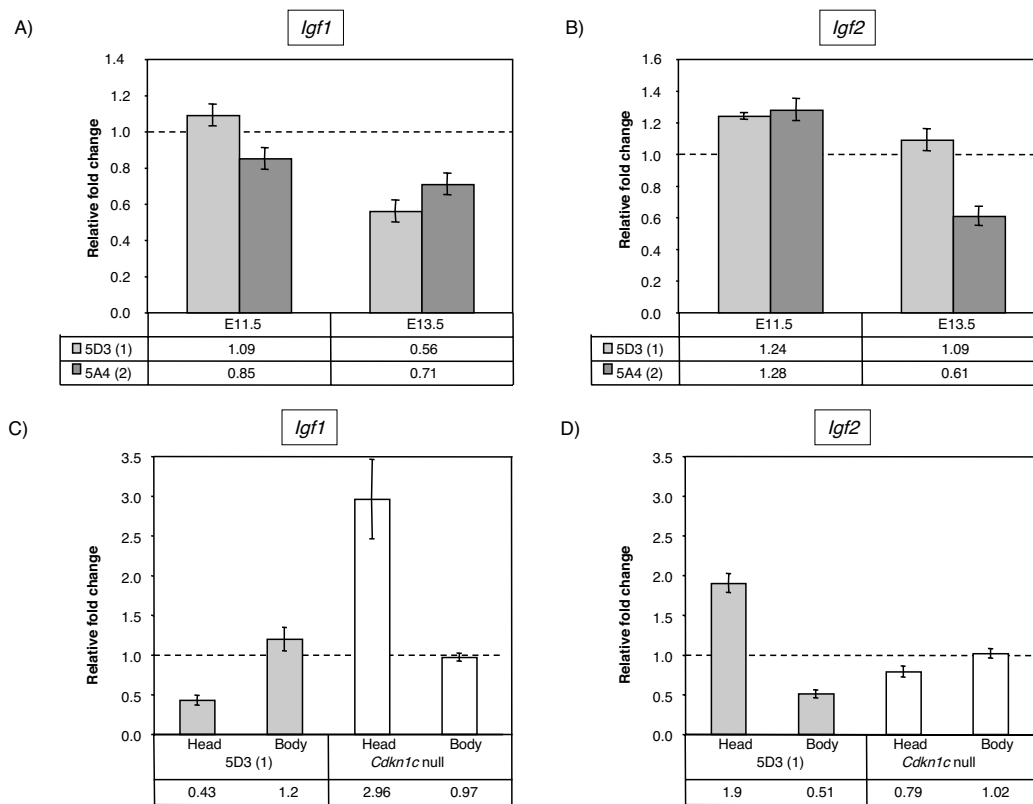 A)
Igf1
Relative fold change
1.4
1.2
1.0
0.8
0.6
0.4
0.2
0.0
E11.5 E13.5
5D3 (1) 1.09 0.56
5A4 (2) 0.85 0.71
B)
Igf2
Relative fold change
1.6
1.4
1.2
1.0
0.8
0.6
0.4
0.2
0.0
E11.5 E13.5
5D3 (1) 1.24 1.09
5A4 (2) 1.28 0.61
C)
Igf1
Relative fold change
3.5
3.0
2.5
2.0
1.5
1.0
0.5
0.0
Head Body Head Body
5D3 (1) Cdkn1c null
0.43 1.2 2.96 0.97
D)
Igf2
Relative fold change
3.5
3.0
2.5
2.0
1.5
1.0
0.5
0.0
Head Body Head Body
5D3 (1) Cdkn1c null
1.9 0.51 0.79 1.02